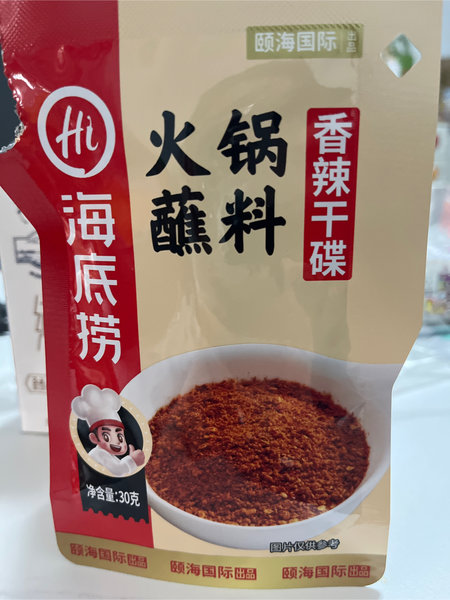 颐海国际 出品
Hi
海底捞
火锅
蘸料
香辣干碟
净含量:30克
图片仅供参考
颐海国际 出品 颐海国际 出品 颐海国际 出品